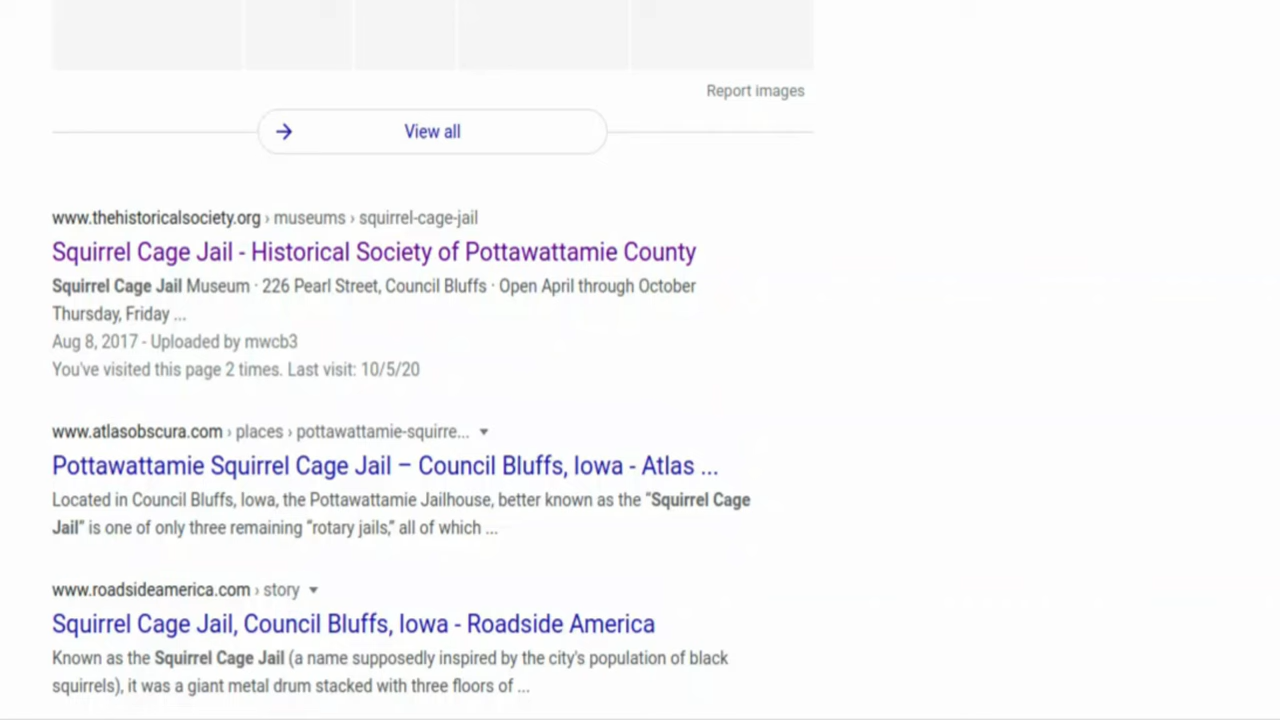 Report images
View all
www.thehistoricalsociety.org › museums › squirrel-cage-jail
Squirrel Cage Jail - Historical Society of Pottawattamie County
Squirrel Cage Jail Museum · 226 Pearl Street, Council Bluffs · Open April through October
Thursday, Friday ...
Aug 8, 2017 - Uploaded by mwcb3
You've visited this page 2 times. Last visit: 10/5/20
www.atlasobscura.com › places › pottawattamie-squirre...
Pottawattamie Squirrel Cage Jail – Council Bluffs, Iowa - Atlas ...
Located in Council Bluffs, Iowa, the Pottawattamie Jailhouse, better known as the “Squirrel Cage
Jail” is one of only three remaining “rotary jails,” all of which ...
www.roadsideamerica.com › story
Squirrel Cage Jail, Council Bluffs, Iowa - Roadside America
Known as the Squirrel Cage Jail (a name supposedly inspired by the city's population of black
squirrels), it was a giant metal drum stacked with three floors of ...